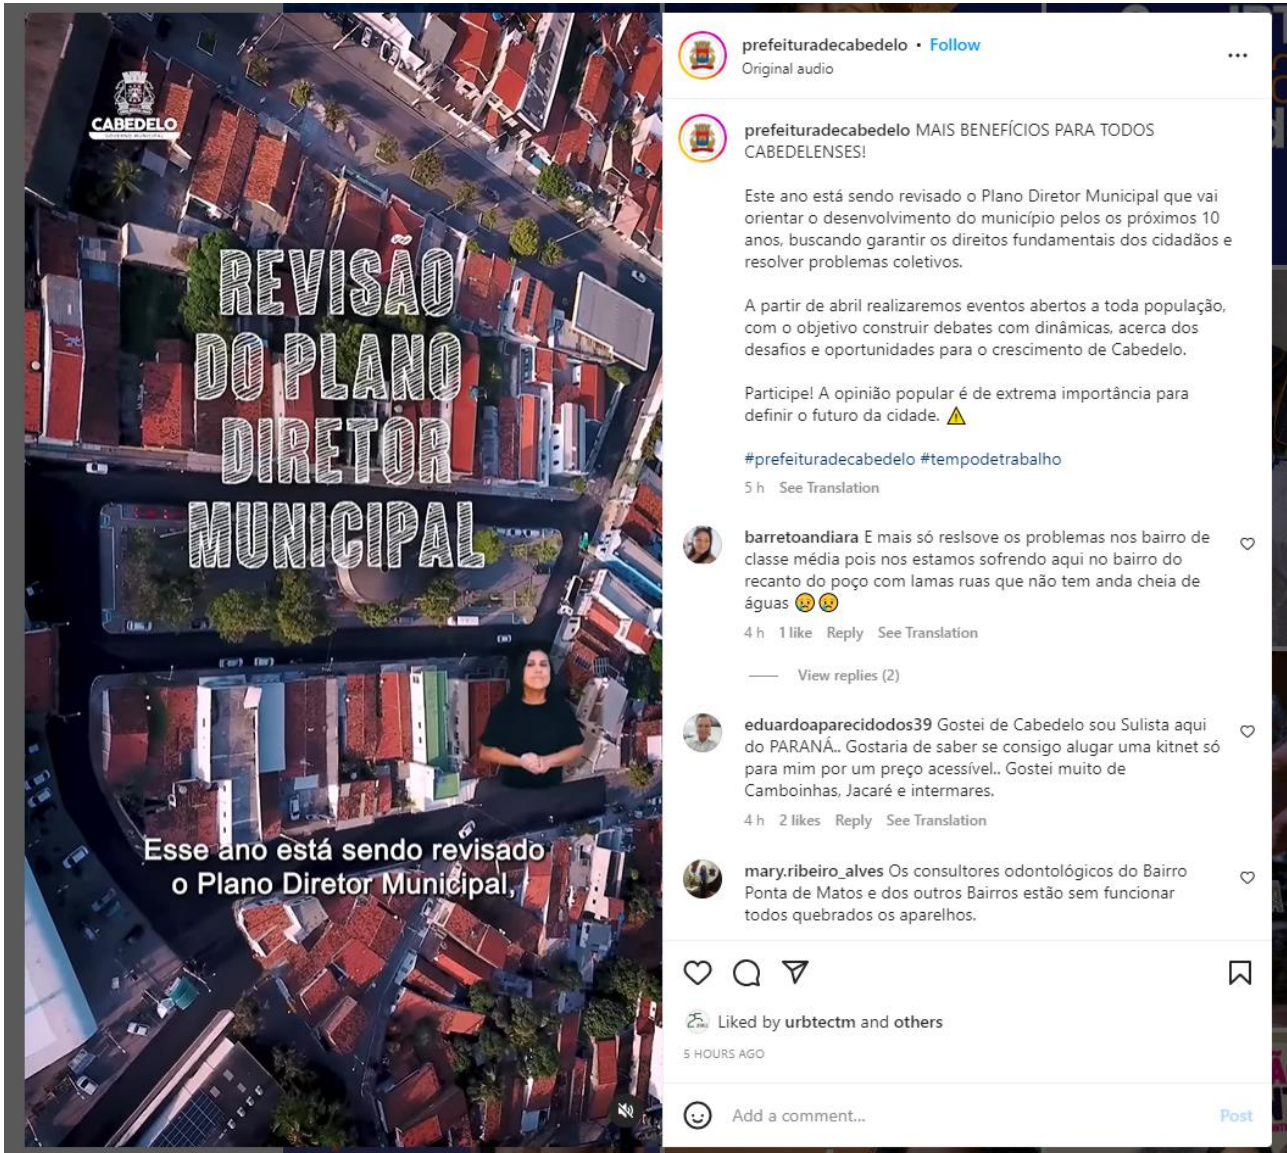 CABEDELO
GOVERNO MUNICIPAL
REVISÃO
DO PLANO
DIRETOR
MUNICIPAL
Esse ano está sendo revisado
o Plano Diretor Municipal,
prefeituradecabedelo • Follow
Original audio
prefeituradecabedelo MAIS BENEFÍCIOS PARA TODOS
CABEDELENSES!
Este ano está sendo revisado o Plano Diretor Municipal que vai
orientar o desenvolvimento do município pelos os próximos 10
anos, buscando garantir os direitos fundamentais dos cidadãos e
resolver problemas coletivos.
A partir de abril realizaremos eventos abertos a toda população,
com o objetivo construir debates com dinâmicas, acerca dos
desafios e oportunidades para o crescimento de Cabedelo.
Participe! A opinião popular é de extrema importância para
definir o futuro da cidade. ⚠
#prefeituradecabedelo #tempodetrabalho
5 h See Translation
barretoandiara E mais só reslsove os problemas nos bairro de
classe média pois nos estamos sofrendo aqui no bairro do
recanto do poço com lamas ruas que não tem anda cheia de
águas 😢😢
4 h 1 like Reply See Translation
View replies (2)
eduardoaparecidodos39 Gostei de Cabedelo sou Sulista aqui
do PARANÁ.. Gostaria de saber se consigo alugar uma kitnet só
para mim por um preço acessível.. Gostei muito de
Camboinhas, Jacaré e intermares.
4 h 2 likes Reply See Translation
mary.ribeiro_alves Os consultores odontológicos do Bairro
Ponta de Matos e dos outros Bairros estão sem funcionar
todos quebrados os aparelhos.
Liked by urbtectm and others
5 HOURS AGO
Add a comment...
Post